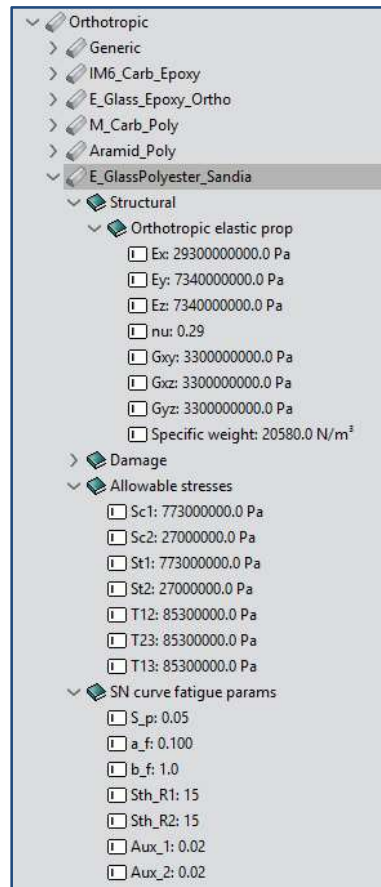 Orthotropic
Generic
IM6_Carb_Epoxy
E_Glass_Epoxy_Ortho
M_Carb_Poly
Aramid_Poly
E_GlassPolyester_Sandia
Structural
Orthotropic elastic prop
Ex: 29300000000.0 Pa
Ey: 7340000000.0 Pa
Ez: 7340000000.0 Pa
nu: 0.29
Gxy: 3300000000.0 Pa
Gxz: 3300000000.0 Pa
Gyz: 3300000000.0 Pa
Specific weight: 20580.0 N/m³
Damage
Allowable stresses
Sc1: 773000000.0 Pa
Sc2: 27000000.0 Pa
St1: 773000000.0 Pa
St2: 27000000.0 Pa
T12: 85300000.0 Pa
T23: 85300000.0 Pa
T13: 85300000.0 Pa
SN curve fatigue params
S_p: 0.05
a_f: 0.100
b_f: 1.0
Sth_R1: 15
Sth_R2: 15
Aux_1: 0.02
Aux_2: 0.02